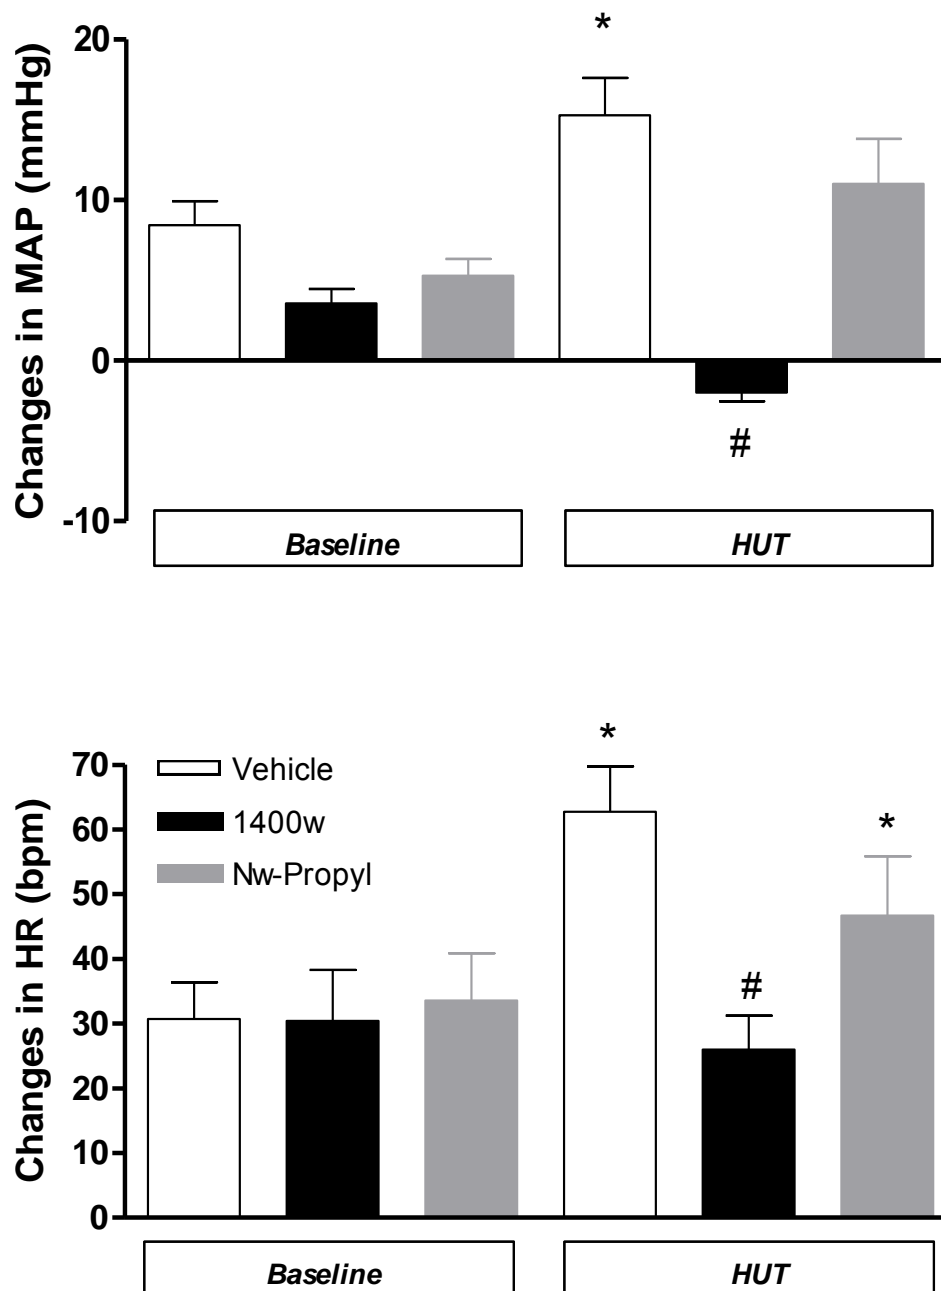 Changes in MAP (mmHg)
20
10
0
-10
*
#
Baseline
HUT
Changes in HR (bpm)
70
60
50
40
30
20
10
0
Vehicle
1400w
Nw-Propyl
*
#
*
Baseline
HUT